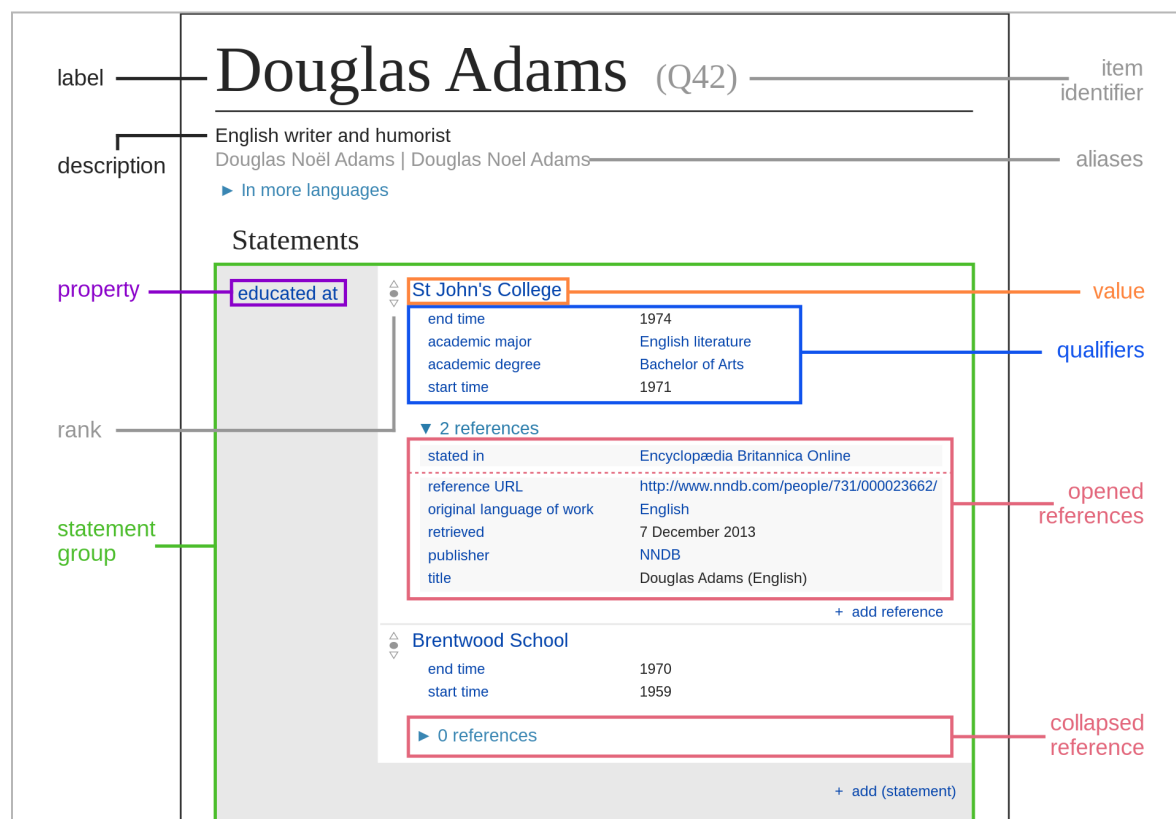 label
Douglas Adams (Q42)
item
identifier
description
English writer and humorist
Douglas Noël Adams | Douglas Noel Adams
aliases
► In more languages
Statements
property
educated at
St John's College
value
end time 1974
academic major English literature
academic degree Bachelor of Arts
start time 1971
qualifiers
rank
▼ 2 references
stated in Encyclopædia Britannica Online
reference URL http://www.nndb.com/people/731/000023662/
original language of work English
retrieved 7 December 2013
publisher NNDB
title Douglas Adams (English)
opened
references
statement
group
+ add reference
Brentwood School
end time 1970
start time 1959
► 0 references
collapsed
reference
+ add (statement)